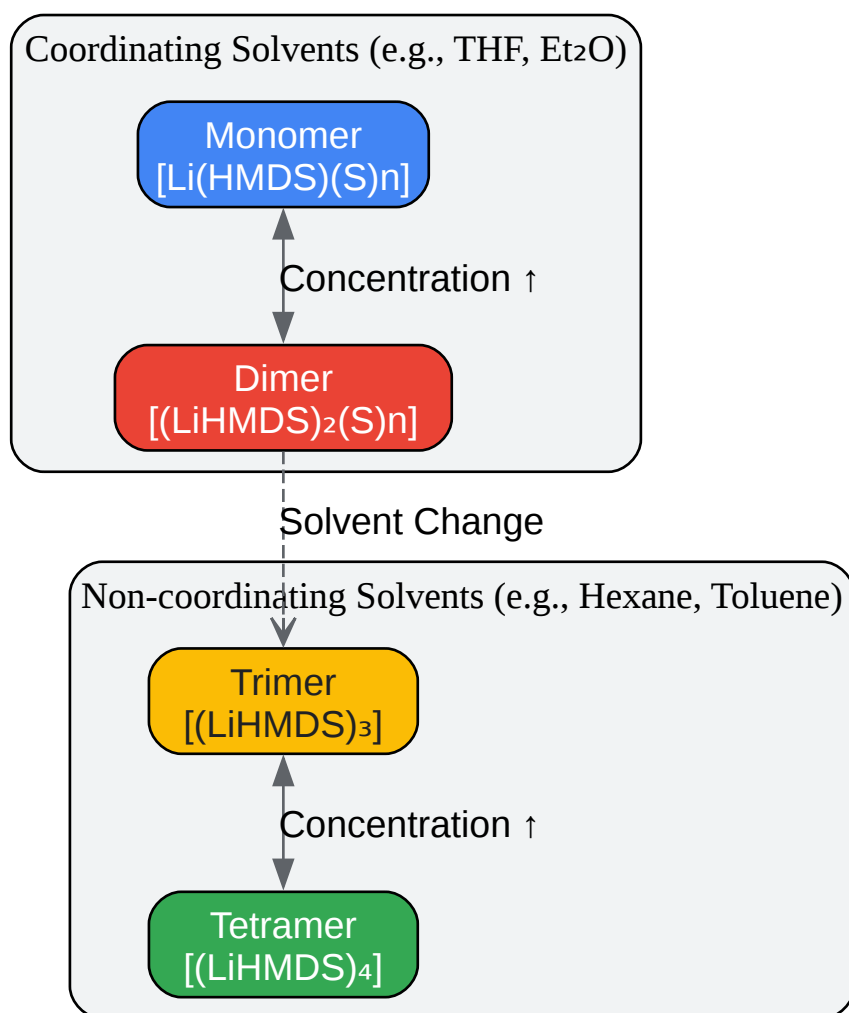 Coordinating Solvents (e.g., THF, Et₂O)
Monomer
[Li(HMDS)(S)n]
Concentration ↑
Dimer
[(LiHMDS)₂(S)n]
Solvent Change
Non-coordinating Solvents (e.g., Hexane, Toluene)
Trimer
[(LiHMDS)₃]
Concentration ↑
Tetramer
[(LiHMDS)₄]